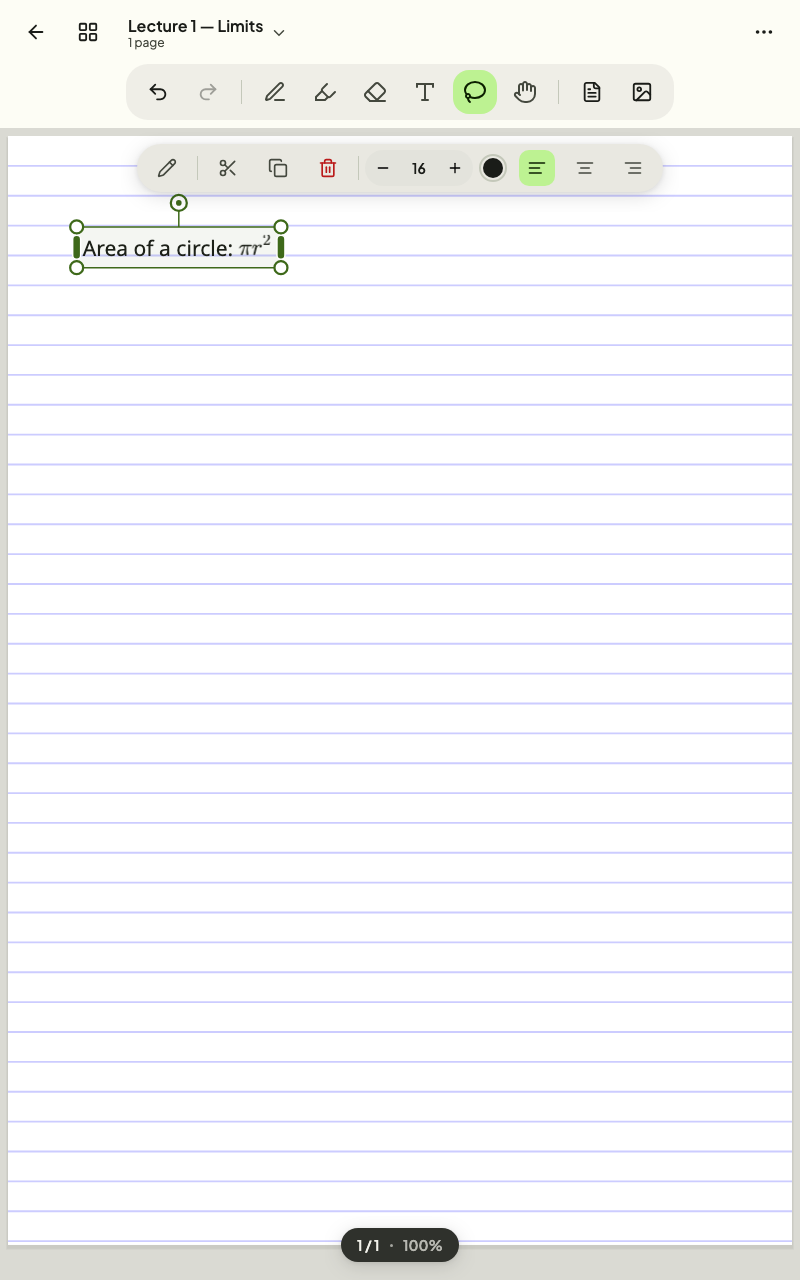 Lecture 1 — Limits
1 page
16
Area of a circle: πr²
1 / 1 · 100%